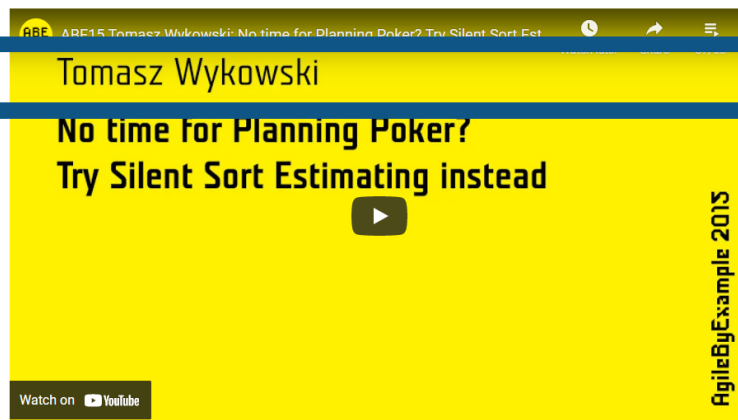 ABE
ABE15 Tomasz Wykowski: No time for Planning Poker? Try Silent Sort Est
Tomasz Wykowski
No time for Planning Poker?
Try Silent Sort Estimating instead
AgileByExample 2015
Watch on YouTube